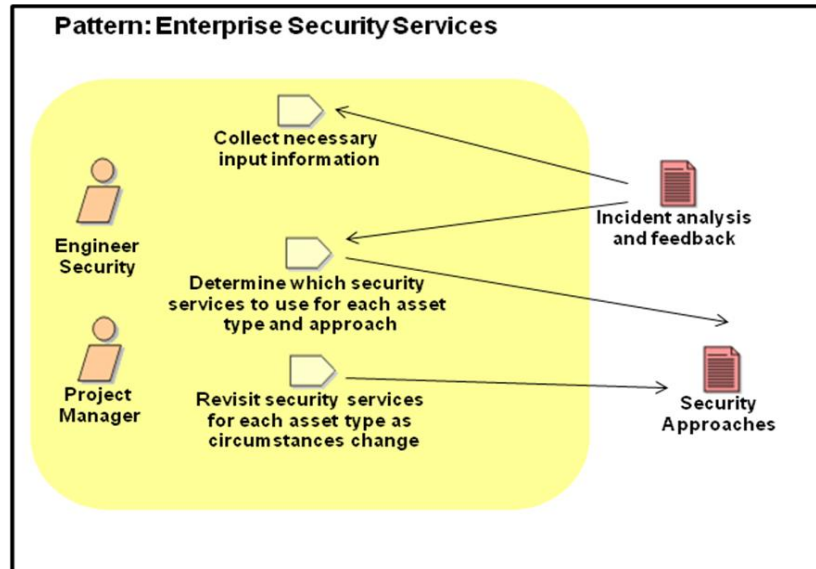 Pattern: Enterprise Security Services
Collect necessary
input information
Incident analysis
and feedback
Engineer
Security
Determine which security
services to use for each asset
type and approach
Project
Manager
Revisit security services
for each asset type as
circumstances change
Security
Approaches